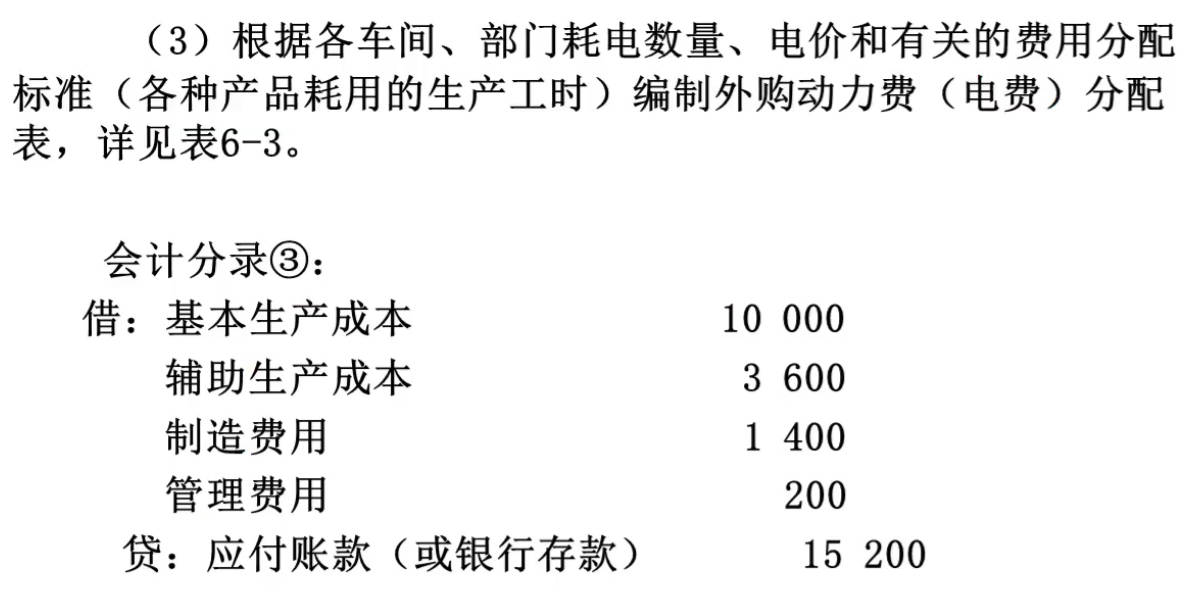 （3）根据各车间、部门耗电数量、电价和有关的费用分配
标准（各种产品耗用的生产工时）编制外购动力费（电费）分配
表，详见表6-3。
会计分录③：
借：基本生产成本 10 000
辅助生产成本 3 600
制造费用 1 400
管理费用 200
贷：应付账款（或银行存款） 15 200